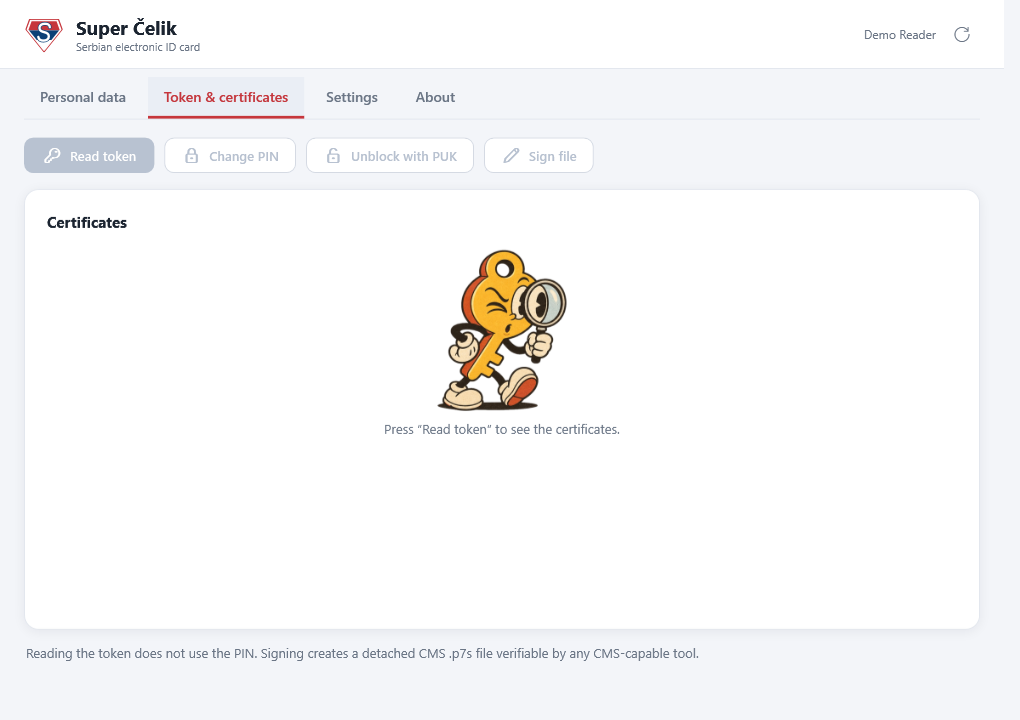 Super Čelik
Serbian electronic ID card
Demo Reader
Personal data
Token & certificates
Settings
About
Read token
Change PIN
Unblock with PUK
Sign file
Certificates
Press "Read token" to see the certificates.
Reading the token does not use the PIN. Signing creates a detached CMS .p7s file verifiable by any CMS-capable tool.